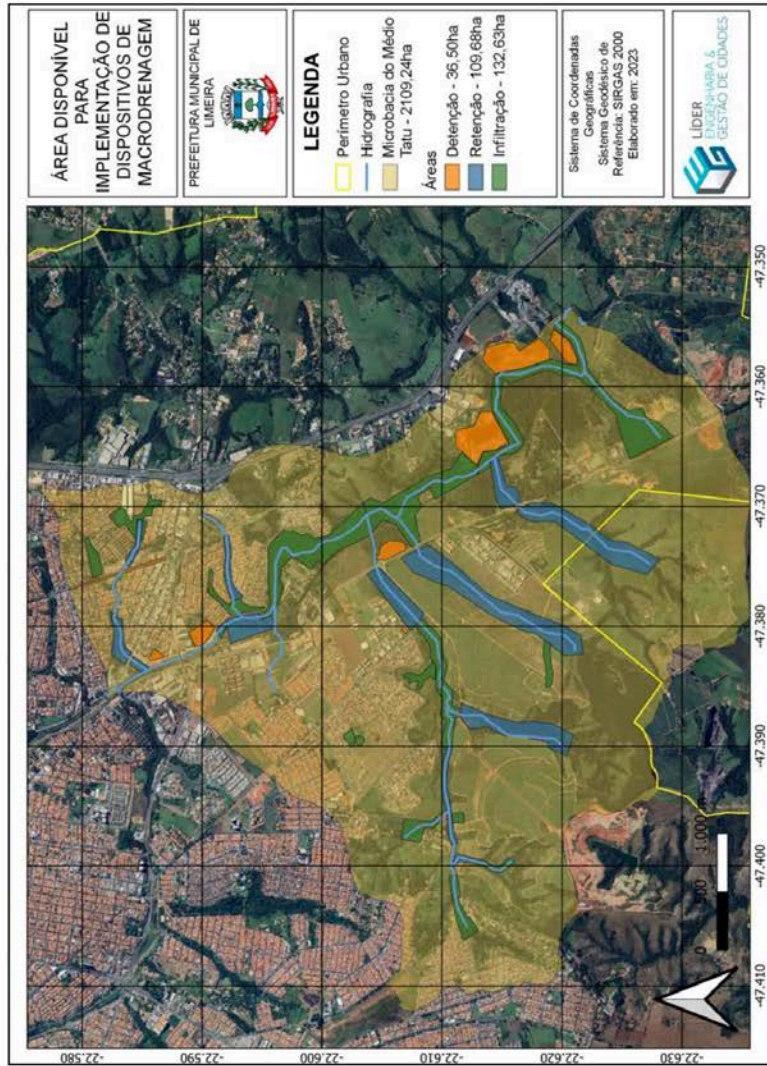 ÁREA DISPONÍVEL
PARA
IMPLEMENTAÇÃO DE
DISPOSITIVOS DE
MACRODRENAGEM
PREFEITURA MUNICIPAL DE
LIMEIRA
LEGENDA
Perímetro Urbano
Hidrografia
Microbacia do Médio
Tatu - 2109,24ha
Áreas
Detenção - 36,50ha
Retenção - 109,68ha
Infiltração - 132,63ha
Sistema de Coordenadas
Geográficas
Sistema Geodésico de
Referência: SIRGAS 2000
Elaborado em: 2023
LÍDER
ENGENHARIA &
GESTÃO DE CIDADES
-22.580
-22.590
-22.600
-22.610
-22.620
-22.630
-47.410
-47.400
-47.390
-47.380
-47.370
-47.360
-47.350
0 500 1.000 m